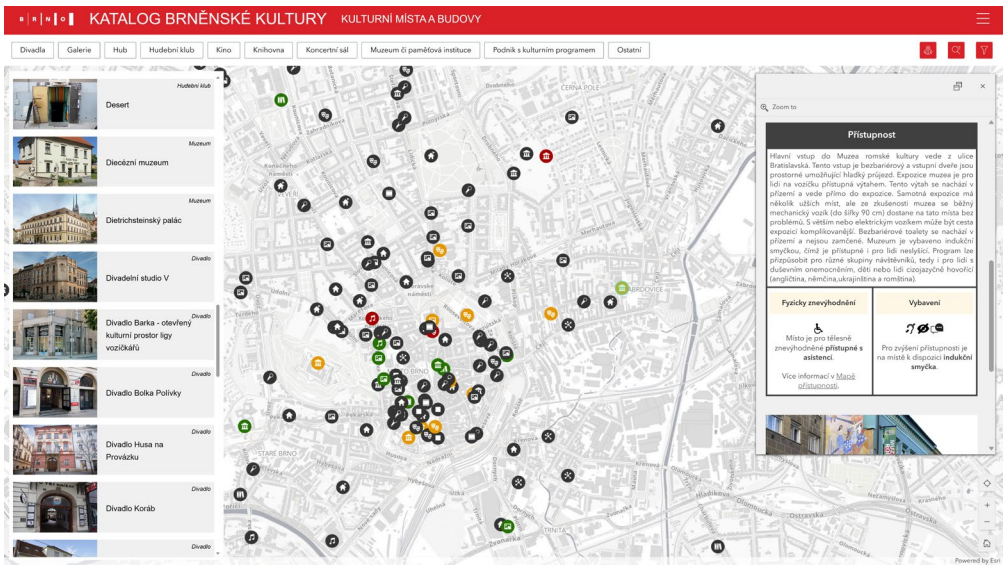 B R N O KATALOG BRNĚNSKÉ KULTURY KULTURNÍ MÍSTA A BUDOVY
Divadla Galerie Hub Hudební klub Kino Knihovna Koncertní sál Muzeum či paměťová instituce Podnik s kulturním programem Ostatní
Hudební klub
Desert
Muzeum
Diecézní muzeum
Muzeum
Dietrichsteinský palác
Divadlo
Divadelní studio V
Divadlo
Divadlo Barka - otevřený
kulturní prostor ligy
vozíčkářů
Divadlo
Divadlo Bolka Polívky
Divadlo
Divadlo Husa na
Provázku
Divadlo
Divadlo Koráb
Divadlo
ČERNÁ POLE
STARÉ BRNO
TRNITÁ
Zoom to
Přístupnost
Hlavní vstup do Muzea romské kultury vede z ulice
Bratislavská. Tento vstup je bezbariérový a vstupní dveře jsou
prostorné umožňující hladký průjezd. Expozice muzea je pro
lidi na vozíčku přístupná výtahem. Tento výtah se nachází v
přízemí a vede přímo do expozice. Samotná expozice má
několik užších míst, ale ze zkušenosti muzea se běžný
mechanický vozík (do šířky 90 cm) dostane na tato místa bez
problémů. S větším nebo elektrickým vozíkem může být cesta
expozicí komplikovanější. Bezbariérové toalety se nachází v
přízemí a nejsou zamčené. Muzeum je vybaveno indukční
smyčkou, čímž je přístupná i pro lidi neslyšící. Program lze
přizpůsobit pro různé skupiny návštěvníků, tedy i pro lidi s
duševním onemocněním, děti nebo lidi cizojazyčně hovořící
(angličtina, němčina,ukrajinština a romština).
Fyzicky znevýhodnění
Místo je pro tělesně
znevýhodněné přístupné s
asistencí.
Více informací v Mapě
přístupnosti.
Vybavení
Pro zvýšení přístupnosti je
na místě k dispozici indukční
smyčka.
Powered by Esri